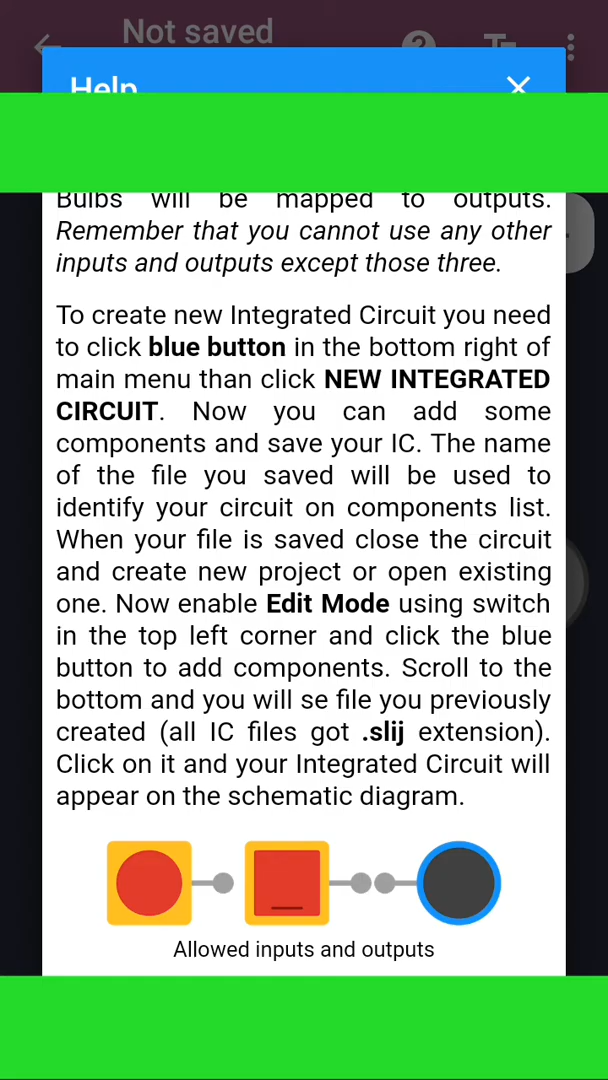 Not saved
Help
Bulbs will be mapped to outputs.
Remember that you cannot use any other
inputs and outputs except those three.
To create new Integrated Circuit you need
to click blue button in the bottom right of
main menu than click NEW INTEGRATED
CIRCUIT. Now you can add some
components and save your IC. The name
of the file you saved will be used to
identify your circuit on components list.
When your file is saved close the circuit
and create new project or open existing
one. Now enable Edit Mode using switch
in the top left corner and click the blue
button to add components. Scroll to the
bottom and you will se file you previously
created (all IC files got .slij extension).
Click on it and your Integrated Circuit will
appear on the schematic diagram.
Allowed inputs and outputs